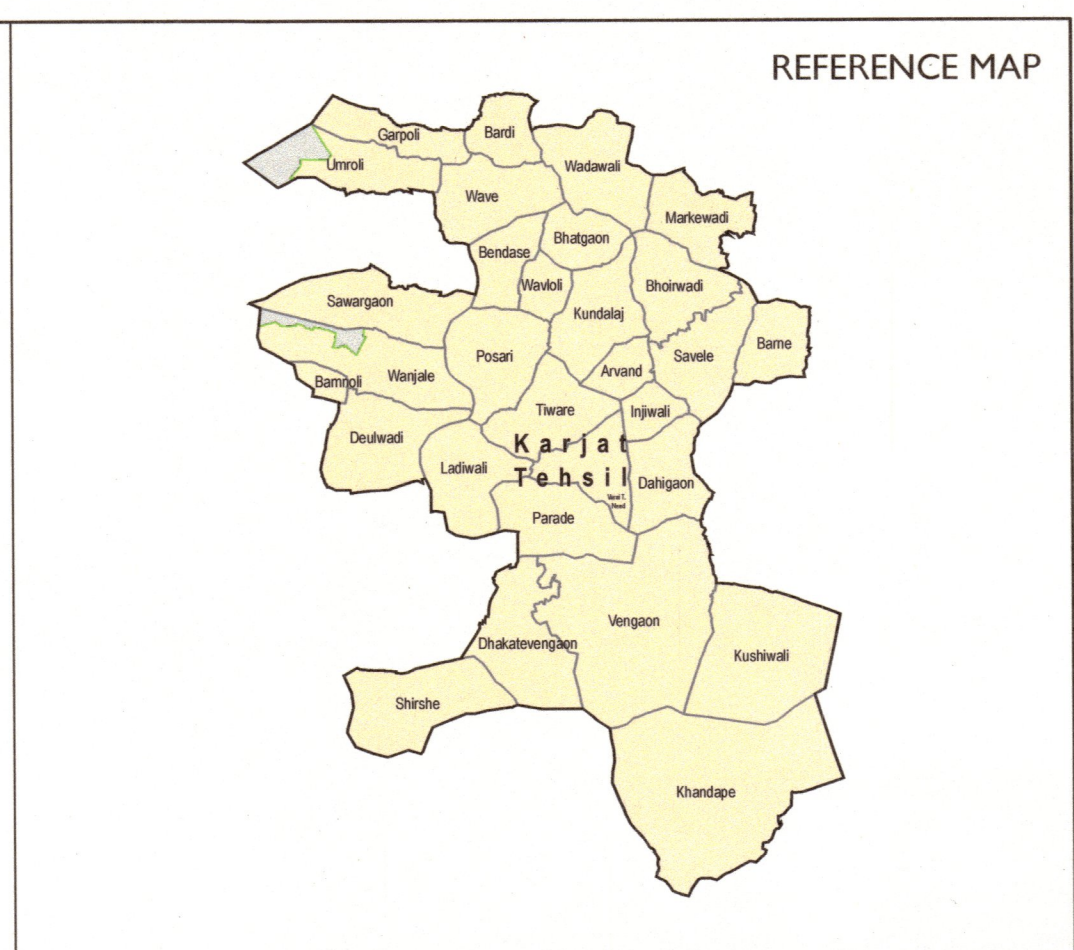 REFERENCE MAP
Garpoli
Bardi
Umroli
Wadawali
Wave
Markewadi
Bhatgaon
Bendase
Wavloli
Bhoirwadi
Sawargaon
Kundalaj
Barne
Posari
Savele
Arvand
Wanjale
Bamnoli
Tiware
Injiwali
Deulwadi
Karjat
Tehsil
Ladiwali
Dahigaon
Parade
Vengaon
Dhakatevengaon
Kushiwali
Shirshe
Khandape